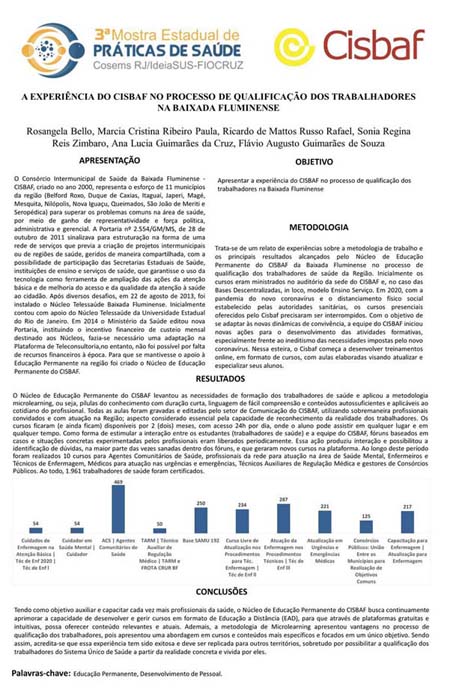 3ª Mostra Estadual de
PRÁTICAS DE SAÚDE
Cosems RJ/IdeiaSUS-FIOCRUZ
Cisbaf
A EXPERIÊNCIA DO CISBAF NO PROCESSO DE QUALIFICAÇÃO DOS TRABALHADORES
NA BAIXADA FLUMINENSE
Rosangela Bello, Marcia Cristina Ribeiro Paula, Ricardo de Mattos Russo Rafael, Sonia Regina
Reis Zimbaro, Ana Lucia Guimarães da Cruz, Flávio Augusto Guimarães de Souza
APRESENTAÇÃO
O Consórcio Intermunicipal de Saúde da Baixada Fluminense -
CISBAF, criado no ano 2000, representa o esforço de 11 municípios
da região (Belford Roxo, Duque de Caxias, Itaguaí, Japeri, Magé,
Mesquita, Nilópolis, Nova Iguaçu, Queimados, São João de Meriti e
Seropédica) para superar os problemas comuns na área de saúde,
por meio de ganho de representatividade e força política,
administrativa e gerencial. A Portaria nº 2.554/GM/MS, de 28 de
outubro de 2011 sinalizava para estruturação na forma de uma
rede de serviços que previa a criação de projetos intermunicipais
ou de regiões de saúde, geridos de maneira compartilhada, com a
possibilidade de participação das Secretarias Estaduais de Saúde,
instituições de ensino e serviços de saúde, que garantisse o uso da
tecnologia como ferramenta de ampliação das ações da atenção
básica e de melhoria do acesso e da qualidade da atenção à saúde
ao cidadão. Após diversos desafios, em 22 de agosto de 2013, foi
instalado o Núcleo Telessaúde Baixada Fluminense. Inicialmente
contou com apoio do Núcleo Telessaúde da Universidade Estadual
do Rio de Janeiro. Em 2014 o Ministério da Saúde editou nova
Portaria, instituindo o incentivo financeiro de custeio mensal
destinado aos Núcleos, fazia-se necessário uma adaptação na
Plataforma de Teleconsultoria,no entanto, não foi possível por falta
de recursos financeiros à época. Para que se mantivesse o apoio à
Educação Permanente na região foi criado o Núcleo de Educação
Permanente do CISBAF.
OBJETIVO
Apresentar a experiência do CISBAF no processo de qualificação dos
trabalhadores na Baixada Fluminense
METODOLOGIA
Trata-se de um relato de experiências sobre a metodologia de trabalho e
os principais resultados alcançados pelo Núcleo de Educação
Permanente do CISBAF da Baixada Fluminense no processo de
qualificação de trabalhadores de saúde da Região. Inicialmente os
cursos eram ministrados no auditório da sede do CISBAF e, no caso das
Bases Descentralizadas, in loco, modelo Ensino Serviço. Em 2020, com a
pandemia do novo coronavírus e o distanciamento físico e social
estabelecido pelas autoridades sanitárias, os cursos presenciais
oferecidos pelo Cisbaf precisaram ser interrompidos. Com o objetivo de
se adaptar às novas dinâmicas de convivência, a equipe do CISBAF iniciou
novas ações para o desenvolvimento das atividades formativas,
especialmente frente ao ineditismo das necessidades impostas pelo novo
coronavírus. Nessa esteira, o Cisbaf começa a desenvolver treinamentos
online, em formato de cursos, com aulas elaboradas visando atualizar e
especializar seus alunos.
RESULTADOS
O Núcleo de Educação Permanente do CISBAF levantou as necessidades de formação dos trabalhadores de saúde e aplicou a metodologia
microlearning, ou seja, pílulas do conhecimento com duração curta, linguagem de fácil compreensão e conteúdos autossuficientes e aplicáveis ao
cotidiano do profissional. Todas as aulas foram gravadas e editadas pelo setor de Comunicação do CISBAF, utilizando sobremaneira profissionais
convidados e com atuação na Região; aspecto considerado essencial pela capacidade de reconhecimento da realidade dos trabalhadores. Os
cursos ficaram (e ainda ficam) disponíveis por 2 (dois) meses, com acesso 24h por dia, onde o aluno pode assistir em qualquer lugar e em
qualquer tempo. Como forma de estimular a interação entre os estudantes (trabalhadores de saúde) e a equipe do CISBAF, fóruns baseados em
casos e situações concretas experimentadas pelos profissionais eram liberados periodicamente. Essa ação produziu interação e possibilitou a
identificação de dúvidas, na maior parte das vezes sanadas dentro dos fóruns, e que geraram novos cursos na plataforma. Ao longo deste período
foram realizados 10 cursos para Agentes Comunitários de Saúde, profissionais da rede para atuação na área de Saúde Mental, Enfermeiros e
Técnicos de Enfermagem, Médicos para atuação nas urgências e emergências, Técnicos Auxiliares de Regulação Médica e gestores de Consórcios
Públicos. Ao todo, 1.961 trabalhadores de saúde foram certificados.
54 54 469 50 250 234 287 221 125 217
Cuidados de
Enfermagem na
Atenção Básica |
Téc de Enf 2020 |
Téc de Enf I
Cuidador em
Saúde Mental |
Cuidador
ACS | Agentes
Comunitários de
Saúde
TARM | Técnico
Auxiliar de
Regulação
Médica | TARM e
FROTA CRUR BF
Base SAMU 192
Curso Livre de
Atualização nos
Procedimentos
para Téc.
Enfermagem |
Téc de Enf II
Atuação da
Enfermagem nos
Procedimentos
Técnicos | Téc de
Enf III
Atualização em
Urgências e
Emergências
Médicas
Consórcios
Públicos: União
Entre os
Municípios para
Realização de
Objetivos
Comuns
Capacitação para
Enfermagem |
Atualização para
Enfermagem
CONCLUSÕES
Tendo como objetivo auxiliar e capacitar cada vez mais profissionais da saúde, o Núcleo de Educação Permanente do CISBAF busca continuamente
aprimorar a capacidade de desenvolver e gerir cursos em formato de Educação a Distância (EAD), para que através de plataformas gratuitas e
intuitivas, possa oferecer conteúdo relevantes e atuais. Ademais, a metodologia de Microlearning apresentou vantagens no processo de
qualificação dos trabalhadores, pois apresentou uma abordagem em cursos e conteúdos mais específicos e focados em um único objetivo. Sendo
assim, acredita-se que essa experiência tem sido exitosa e deve ser replicada para outros territórios, sobretudo por possibilitar a qualificação dos
trabalhadores do Sistema Único de Saúde a partir da realidade concreta e vivida por eles.
Palavras-chave: Educação Permanente, Desenvolvimento de Pessoal.